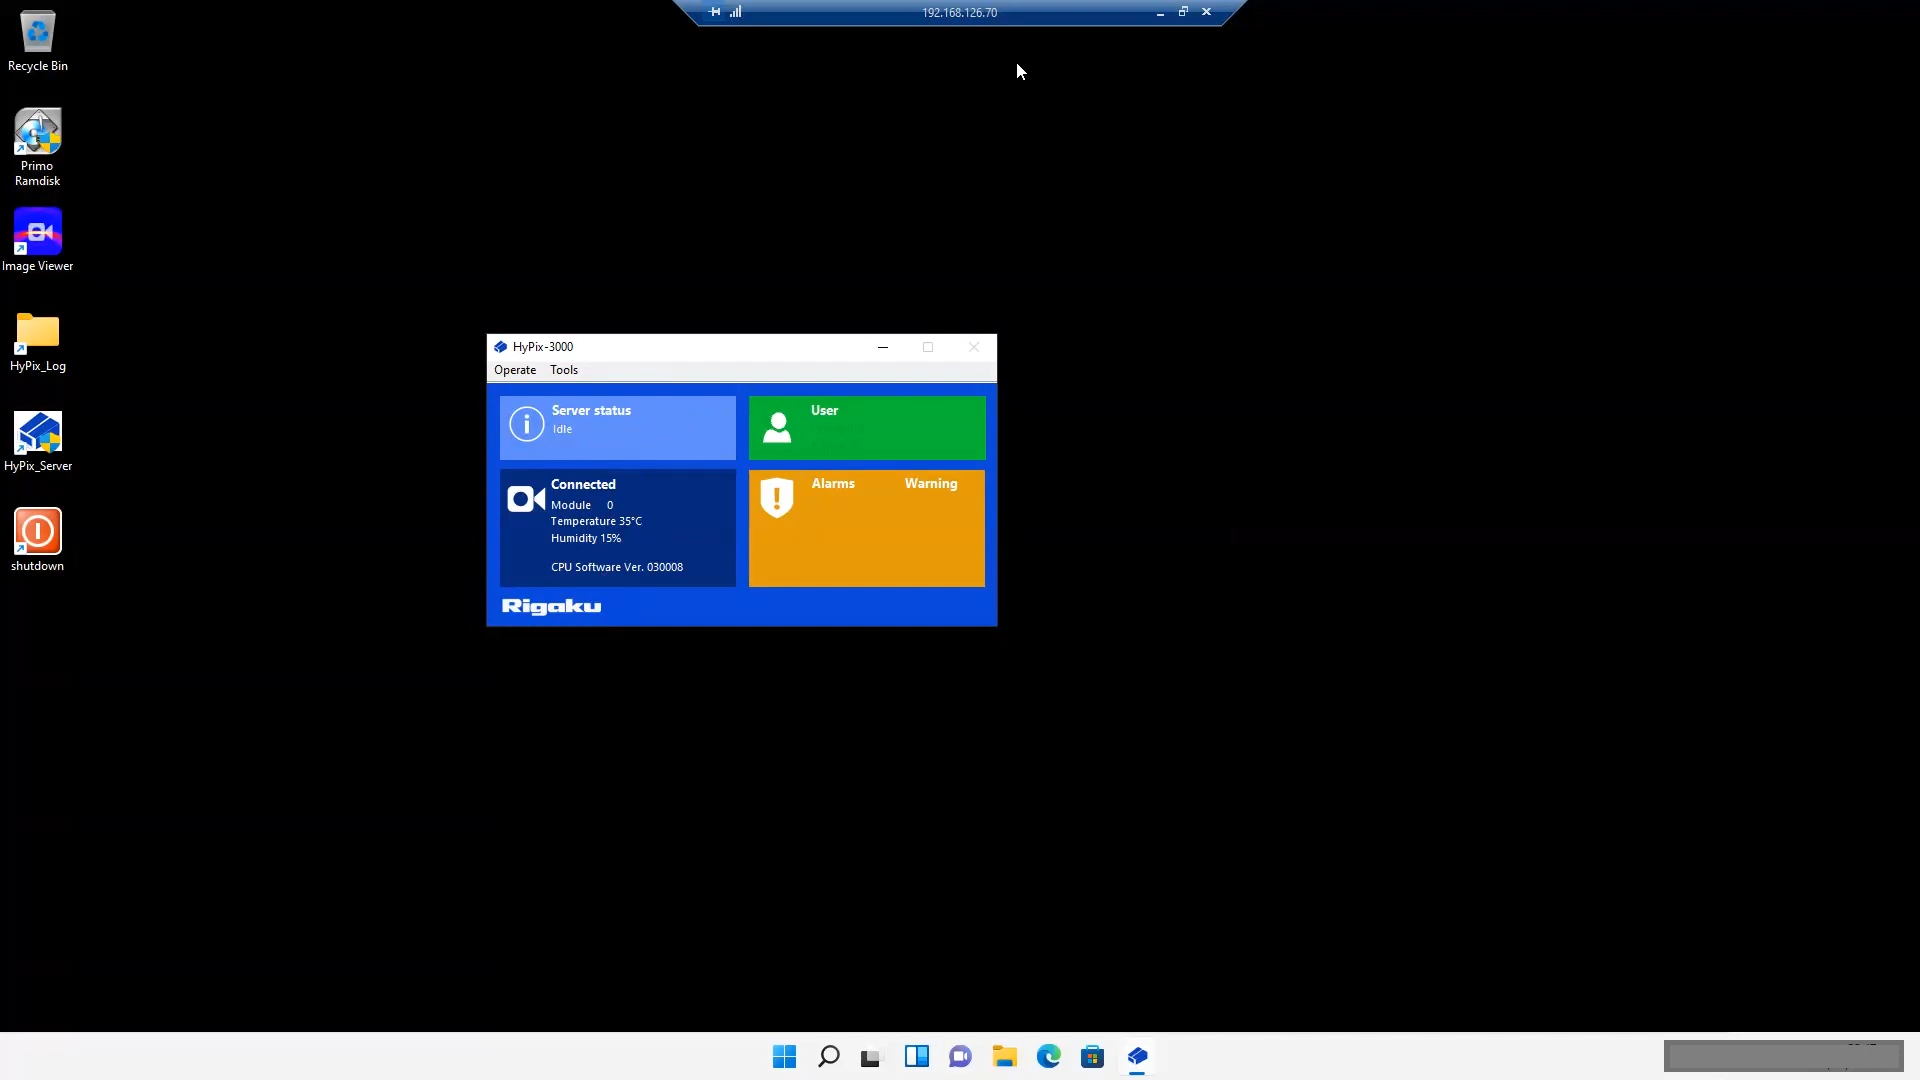 192.168.126.70
Recycle Bin
Primo
Ramdisk
Image Viewer
HyPix_Log
HyPix_Server
shutdown
HyPix-3000
Operate Tools
Server status
Idle
User
Connected
Module 0
Temperature 35°C
Humidity 15%
CPU Software Ver. 030008
Alarms Warning
Rigaku